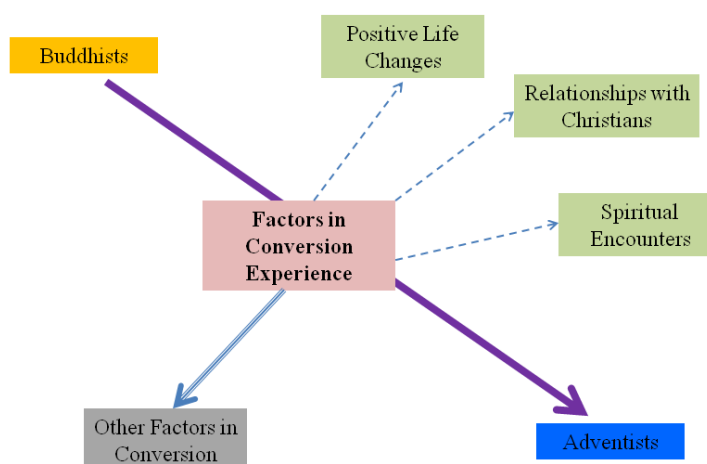 Buddhists
Positive Life
Changes
Relationships with
Christians
Factors in
Conversion
Experience
Spiritual
Encounters
Other Factors in
Conversion
Adventists